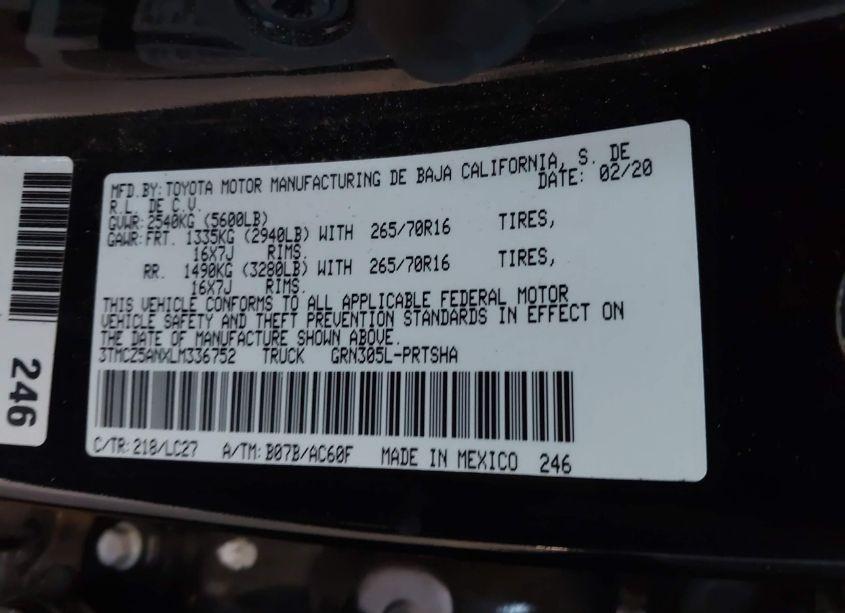 MFD.BY:TOYOTA MOTOR MANUFACTURING DE BAJA CALIFORNIA, S. DE
R.L. DE C.V. DATE: 02/20
GVWR:2540KG (5600LB)
GAWR:FRT. 1335KG (2940LB) WITH 265/70R16 TIRES,
16X7J RIMS.
RR. 1490KG (3280LB) WITH 265/70R16 TIRES,
16X7J RIMS.
THIS VEHICLE CONFORMS TO ALL APPLICABLE FEDERAL MOTOR
VEHICLE SAFETY AND THEFT PREVENTION STANDARDS IN EFFECT ON
THE DATE OF MANUFACTURE SHOWN ABOVE.
3TMCZ5ANXLM336752 TRUCK GRN305L-PRTSHA
C/TR:218/LC27 A/TM:B07B/AC60F MADE IN MEXICO 246
246